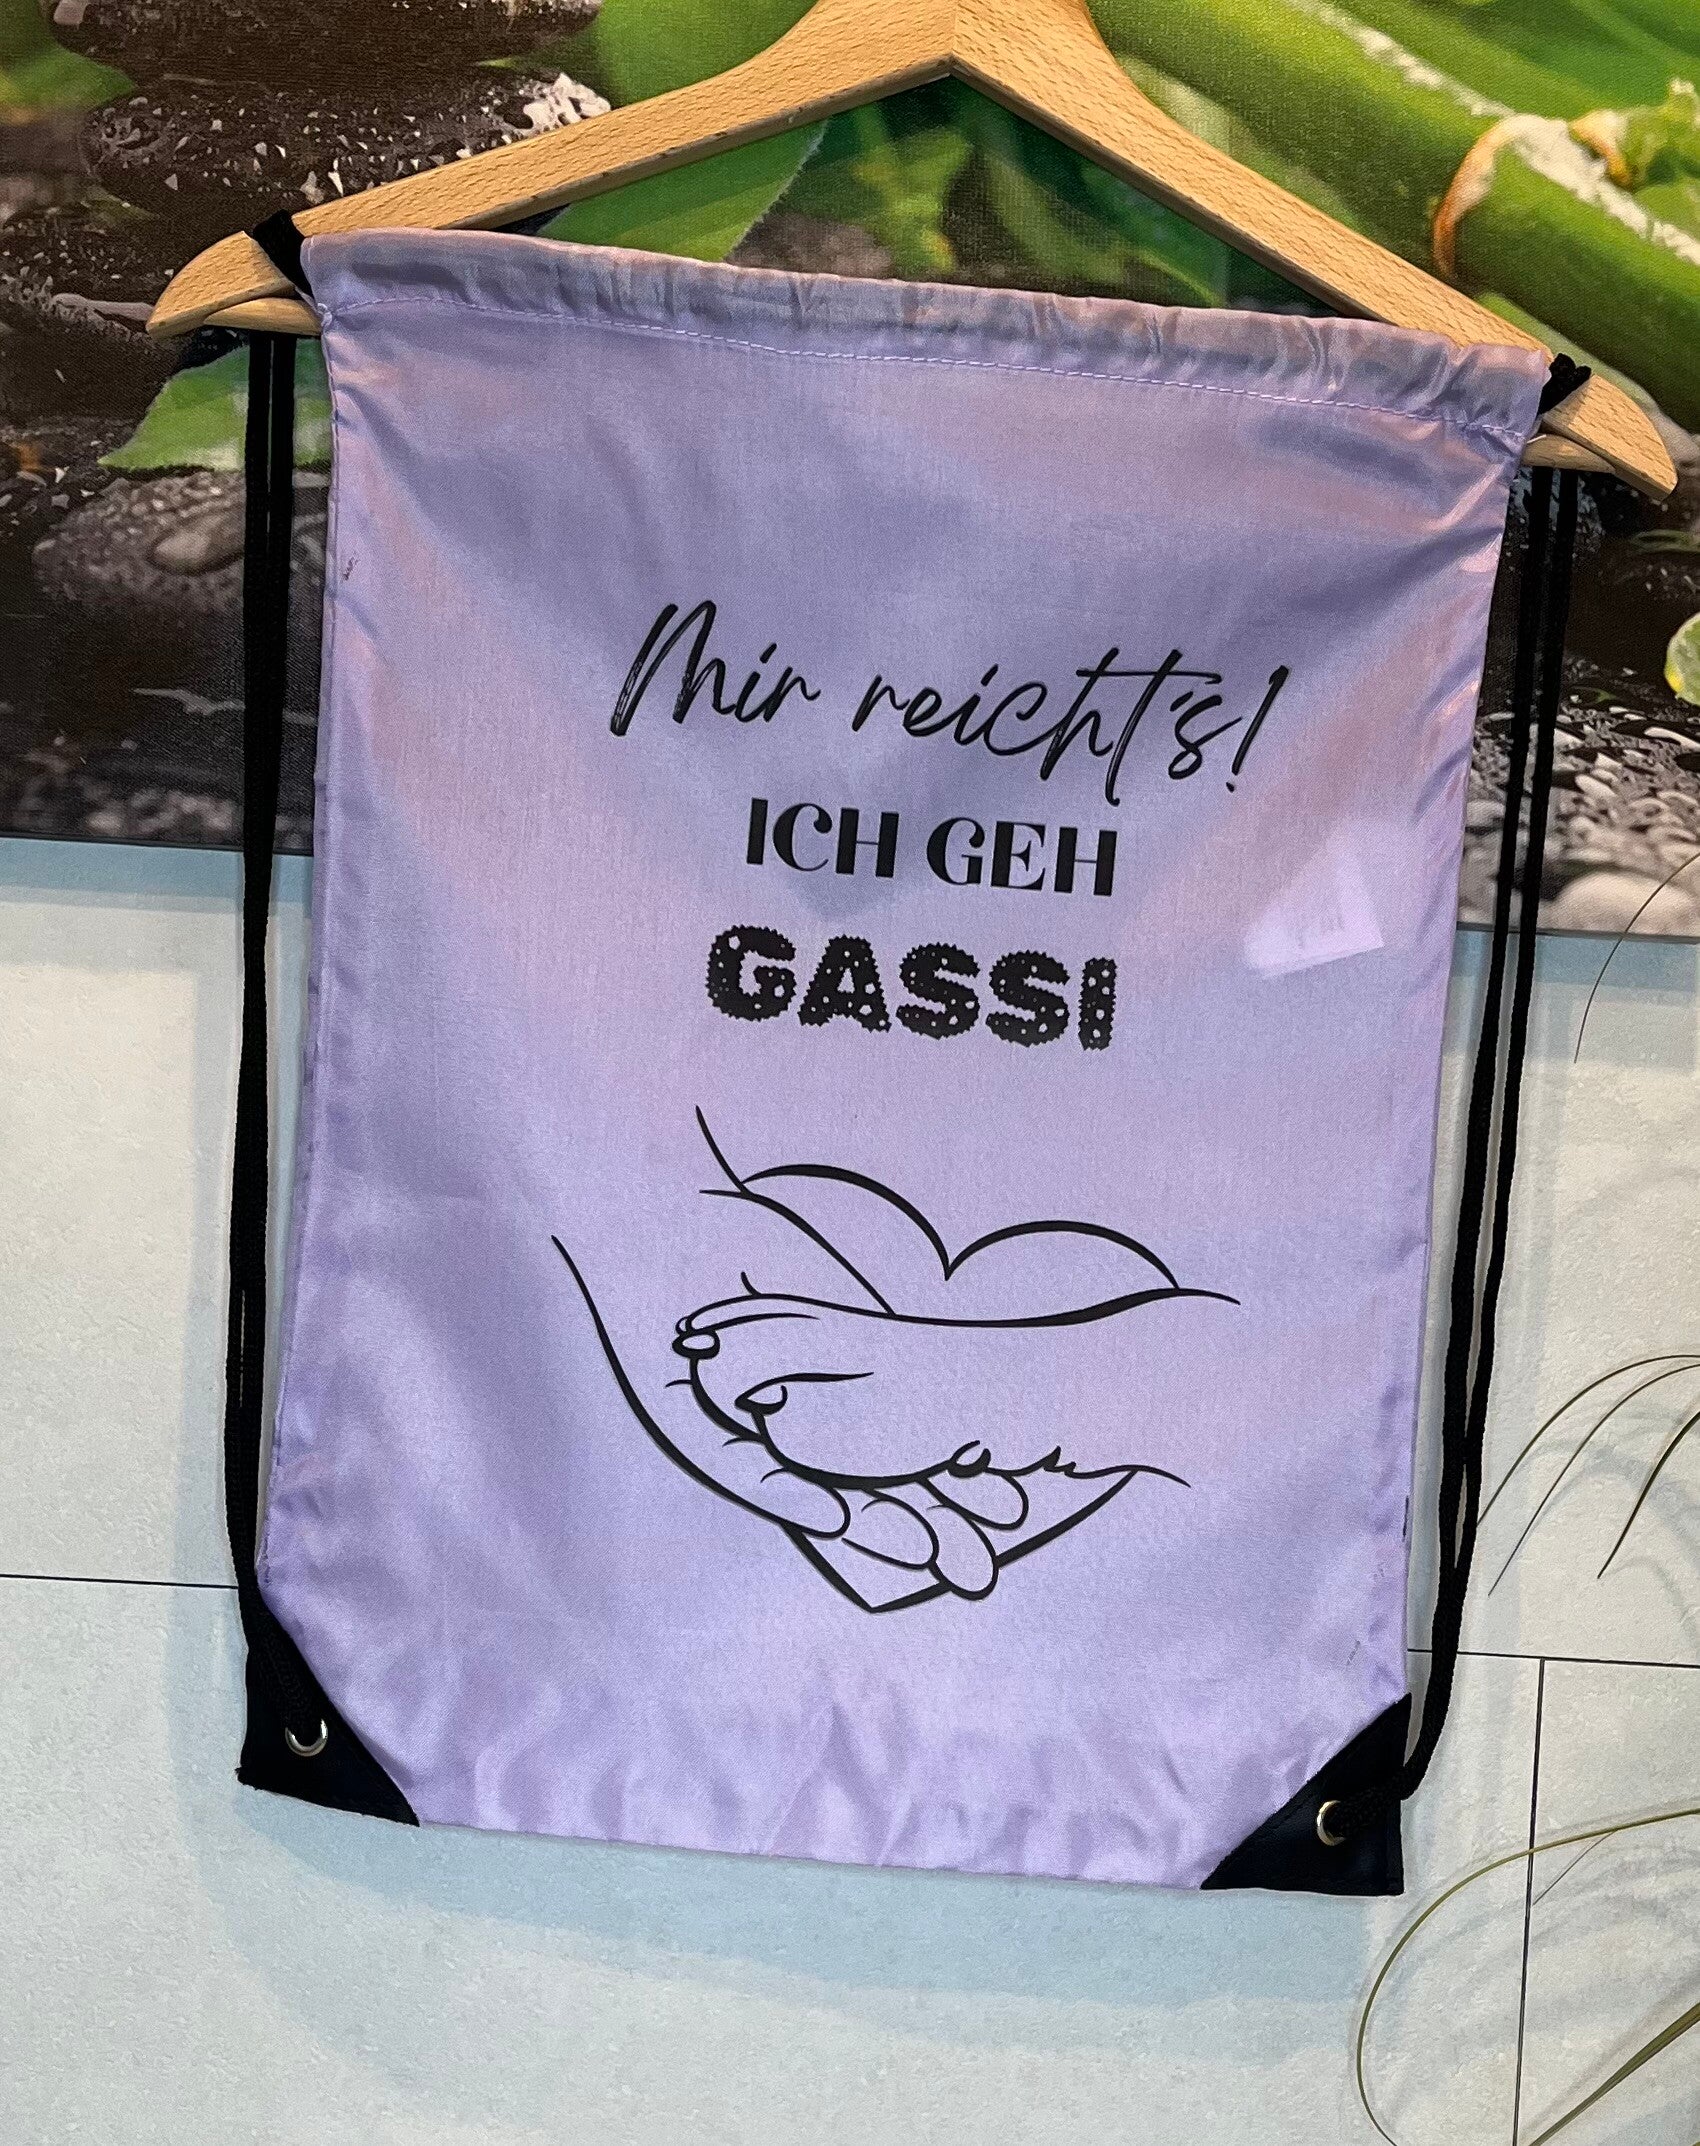 Mir reicht's!
ICH GEH
GASSI